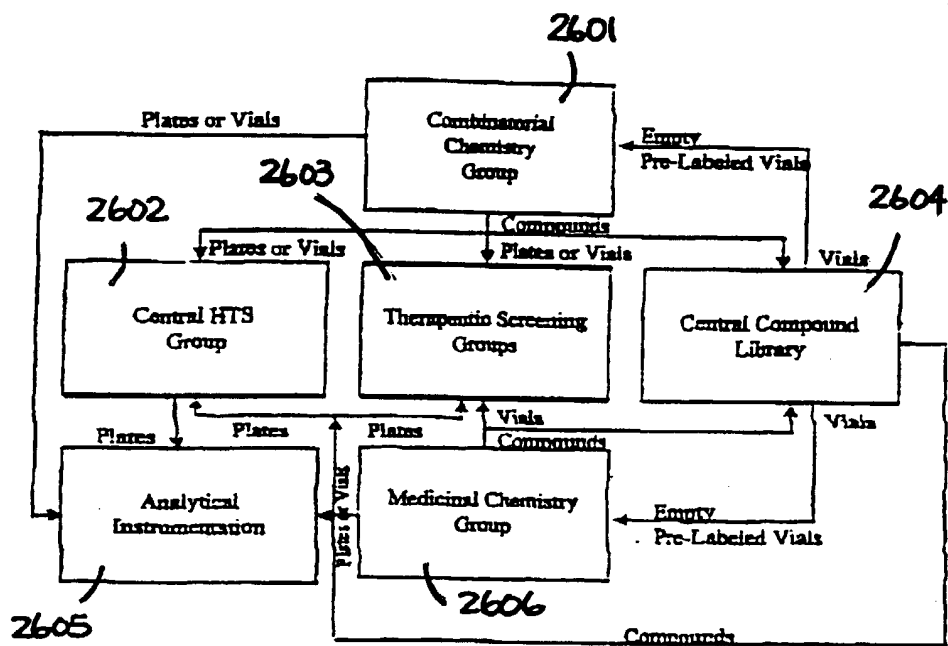 2601
Plates or Vials
Combinatorial
Chemistry
Group
Empty
Pre-Labeled Vials
2603
2602
2604
Compounds
Plates or Vials
Plates or Vials
Vials
Central HTS
Group
Therapeutic Screening
Groups
Central Compound
Library
Plates
Plates
Plates
Vials
Compounds
Vials
Analytical
Instrumentation
Plates or Vials
Medicinal Chemistry
Group
Empty
Pre-Labeled Vials
2605
2606
Compounds